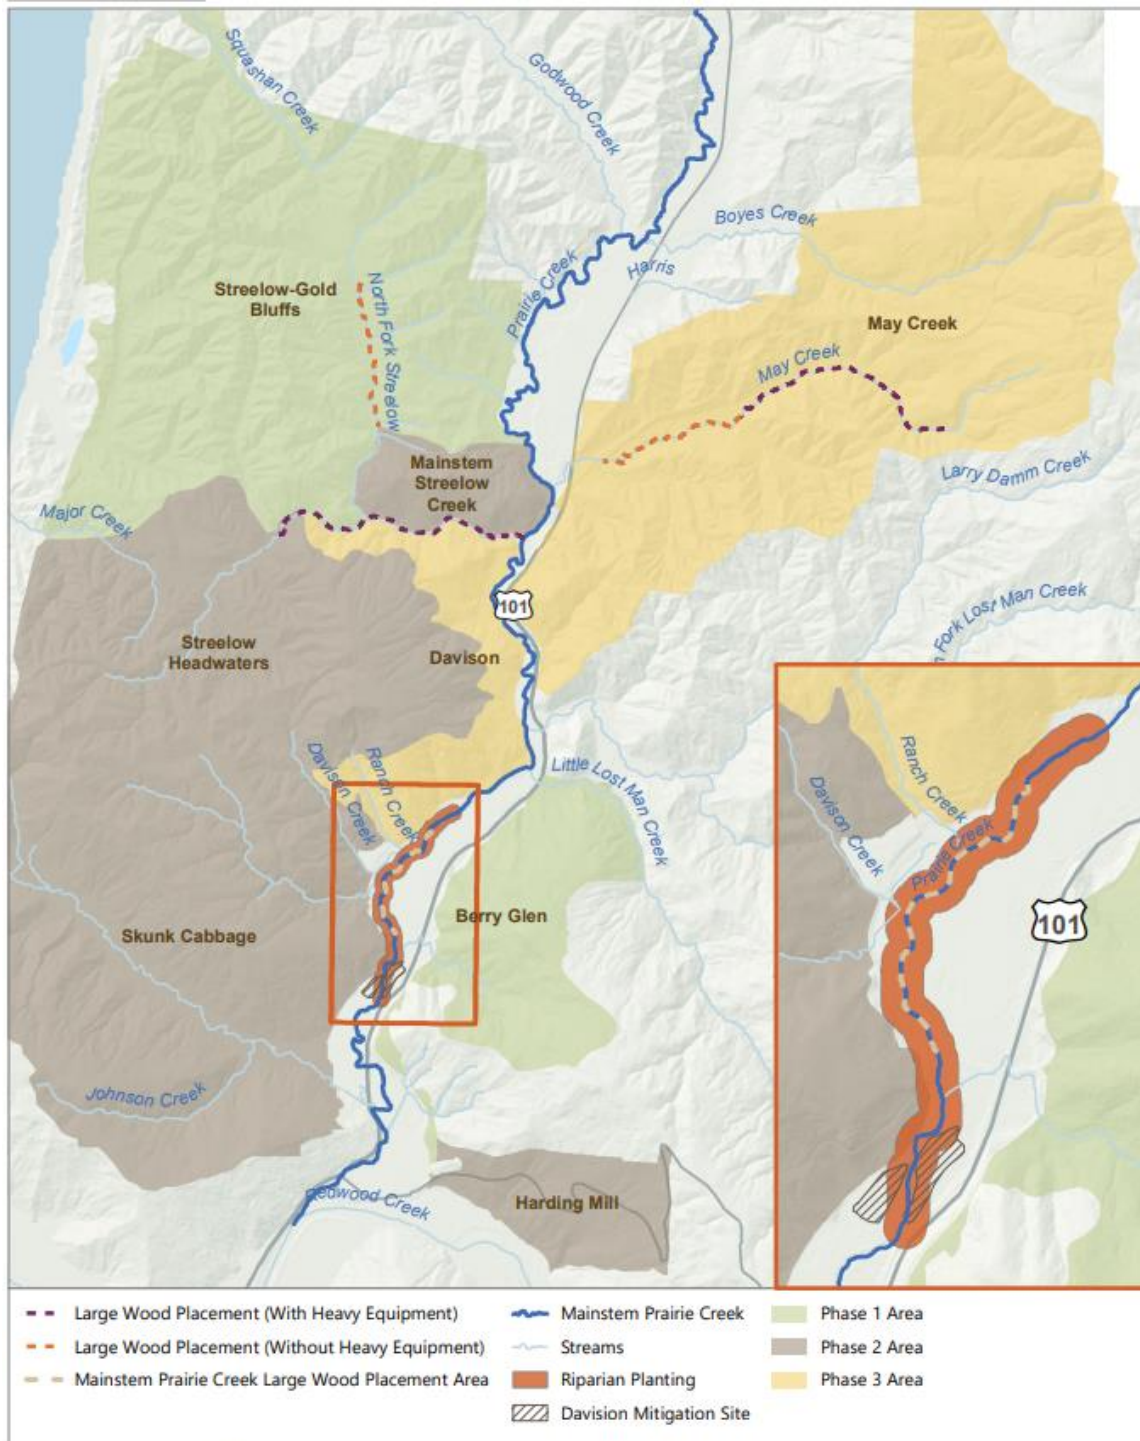 Squashan Creek
Godwood Creek
Boyes Creek
Harris
Prairie Creek
Streelow-Gold
Bluffs
North Fork Streelow
May Creek
May Creek
Mainstem
Streelow
Creek
Larry Damm Creek
Major Creek
101
Fork Lost Man Creek
Streelow
Headwaters
Davison
Davison Creek
Ranch Creek
Little Lost Man Creek
Berry Glen
Skunk Cabbage
Johnson Creek
Redwood Creek
Harding Mill
Ranch Creek
Davison Creek
Prairie Creek
101
Large Wood Placement (With Heavy Equipment)
Large Wood Placement (Without Heavy Equipment)
Mainstem Prairie Creek Large Wood Placement Area
Mainstem Prairie Creek
Streams
Riparian Planting
Davision Mitigation Site
Phase 1 Area
Phase 2 Area
Phase 3 Area